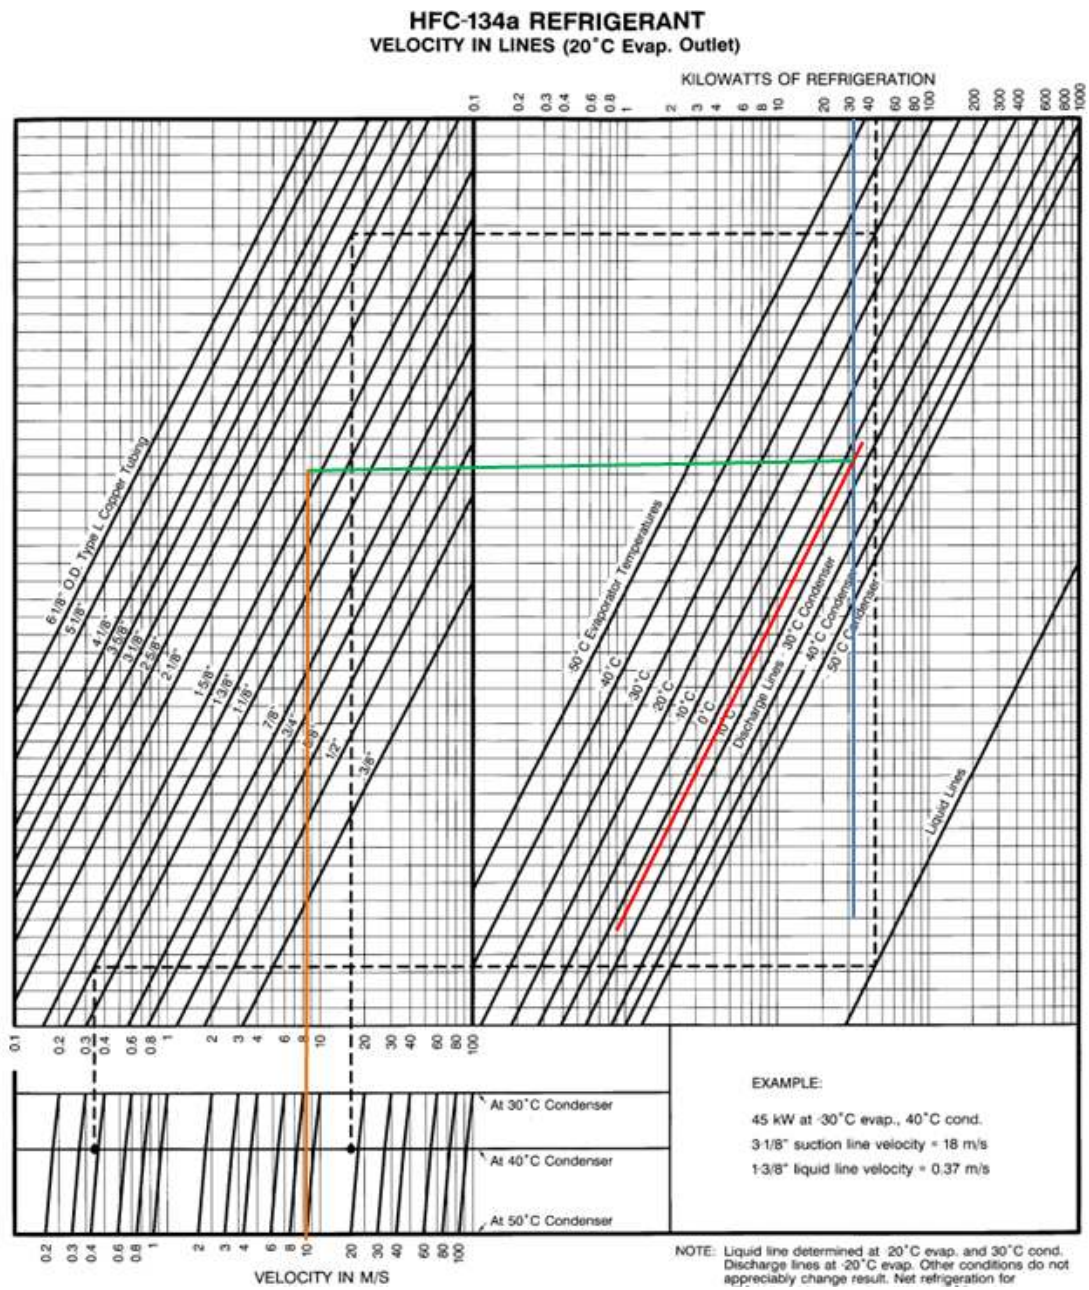 HFC-134a REFRIGERANT
VELOCITY IN LINES (20°C Evap. Outlet)
KILOWATTS OF REFRIGERATION
0.1 0.2 0.3 0.4 0.6 0.8 1 2 3 4 6 8 10 20 30 40 60 80 100 200 300 400 600 800 1000
6 1/8" O.D. Type L Copper Tubing
5 1/8"
4-1/8"
3 5/8"
3 1/8"
2 5/8"
2 1/8"
1-5/8"
1-3/8"
1-1/8"
7/8"
3/4"
5/8"
1/2"
3/8"
-50°C Evaporator Temperatures
-40°C
-30°C
-20°C
-10°C
0°C
10°C
Discharge Lines - 30°C Condenser
40°C Condenser
50°C Condenser
Liquid Lines
0.1 0.2 0.3 0.4 0.6 0.8 1 2 3 4 6 8 10 20 30 40 60 80 100
At 30°C Condenser
At 40°C Condenser
At 50°C Condenser
0.2 0.3 0.4 0.6 0.8 1 2 3 4 6 8 10 20 30 40 60 80 100
VELOCITY IN M/S
EXAMPLE:
45 kW at -30°C evap., 40°C cond.
3-1/8" suction line velocity = 18 m/s
1-3/8" liquid line velocity = 0.37 m/s
NOTE: Liquid line determined at -20°C evap. and 30°C cond.
Discharge lines at -20°C evap. Other conditions do not
appreciably change result. Net refrigeration for